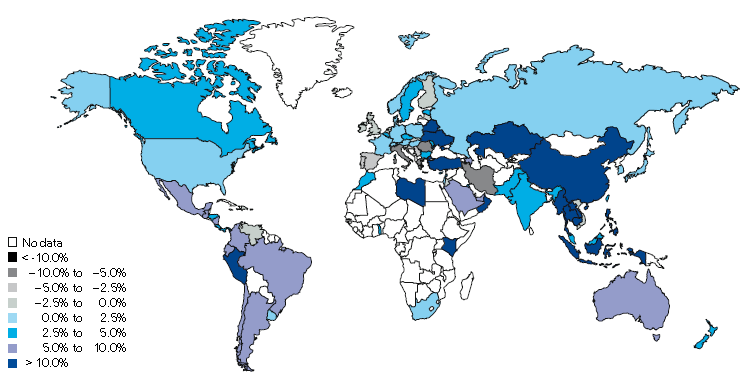 No data
< -10.0%
-10.0% to -5.0%
-5.0% to -2.5%
-2.5% to 0.0%
0.0% to 2.5%
2.5% to 5.0%
5.0% to 10.0%
> 10.0%